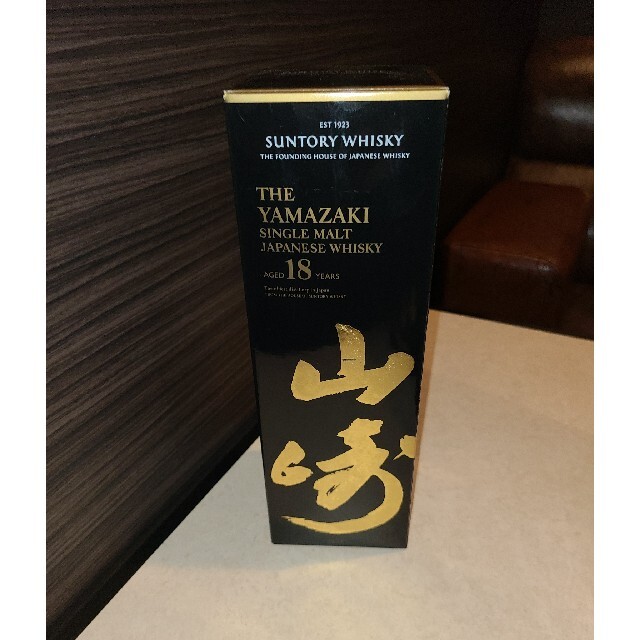 EST 1923
SUNTORY WHISKY
THE FOUNDING HOUSE OF JAPANESE WHISKY
THE
YAMAZAKI
SINGLE MALT
JAPANESE WHISKY
AGED 18 YEARS
山
崎